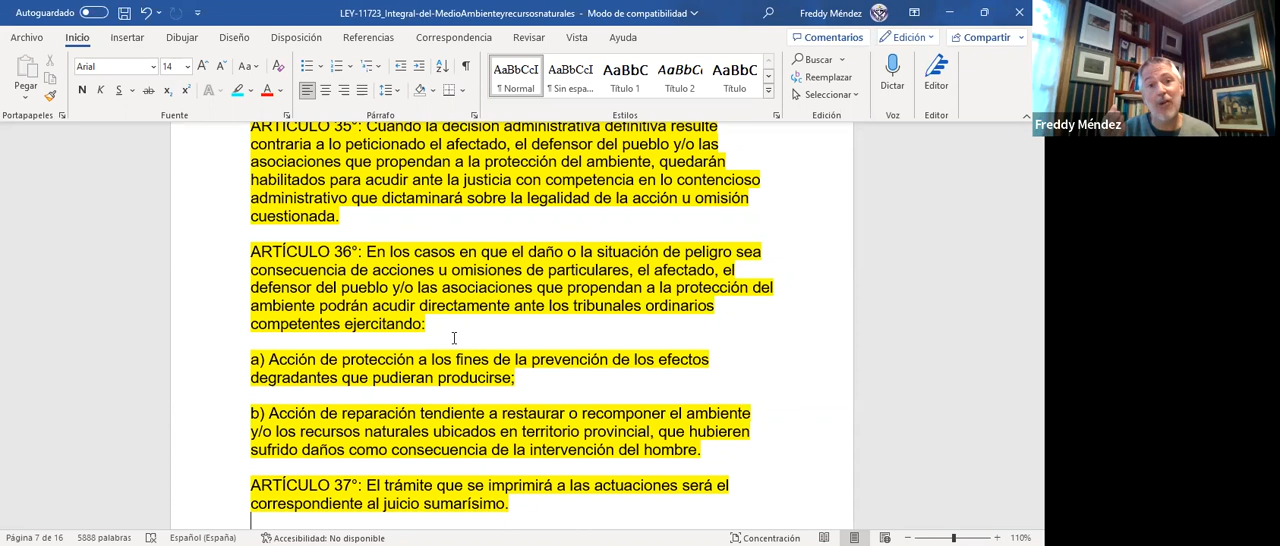 Autoguardado
LEY-11723_Integral-del-MedioAmbienteyrecursosnaturales - Modo de compatibilidad
Freddy Méndez
Archivo Inicio Insertar Dibujar Diseño Disposición Referencias Correspondencia Revisar Vista Ayuda
Comentarios Edición Compartir
Pegar
Arial 14 Aa
N K S ab x₂ x² A A
AaBbCcI AaBbCcI AaBbC AaBbC AaBbC
¶ Normal ¶ Sin espa... Título 1 Título 2 Título
Buscar
Reemplazar
Seleccionar
Dictar
Editor
Portapapeles Fuente Párrafo Estilos Edición Voz Editor
Freddy Méndez
ARTÍCULO 35°: Cuando la decisión administrativa definitiva resulte
contraria a lo peticionado el afectado, el defensor del pueblo y/o las
asociaciones que propendan a la protección del ambiente, quedarán
habilitados para acudir ante la justicia con competencia en lo contencioso
administrativo que dictaminará sobre la legalidad de la acción u omisión
cuestionada.
ARTÍCULO 36°: En los casos en que el daño o la situación de peligro sea
consecuencia de acciones u omisiones de particulares, el afectado, el
defensor del pueblo y/o las asociaciones que propendan a la protección del
ambiente podrán acudir directamente ante los tribunales ordinarios
competentes ejercitando:
a) Acción de protección a los fines de la prevención de los efectos
degradantes que pudieran producirse;
b) Acción de reparación tendiente a restaurar o recomponer el ambiente
y/o los recursos naturales ubicados en territorio provincial, que hubieren
sufrido daños como consecuencia de la intervención del hombre.
ARTÍCULO 37°: El trámite que se imprimirá a las actuaciones será el
correspondiente al juicio sumarísimo.
Página 7 de 16 5888 palabras Español (España) Accesibilidad: No disponible Concentración 110%